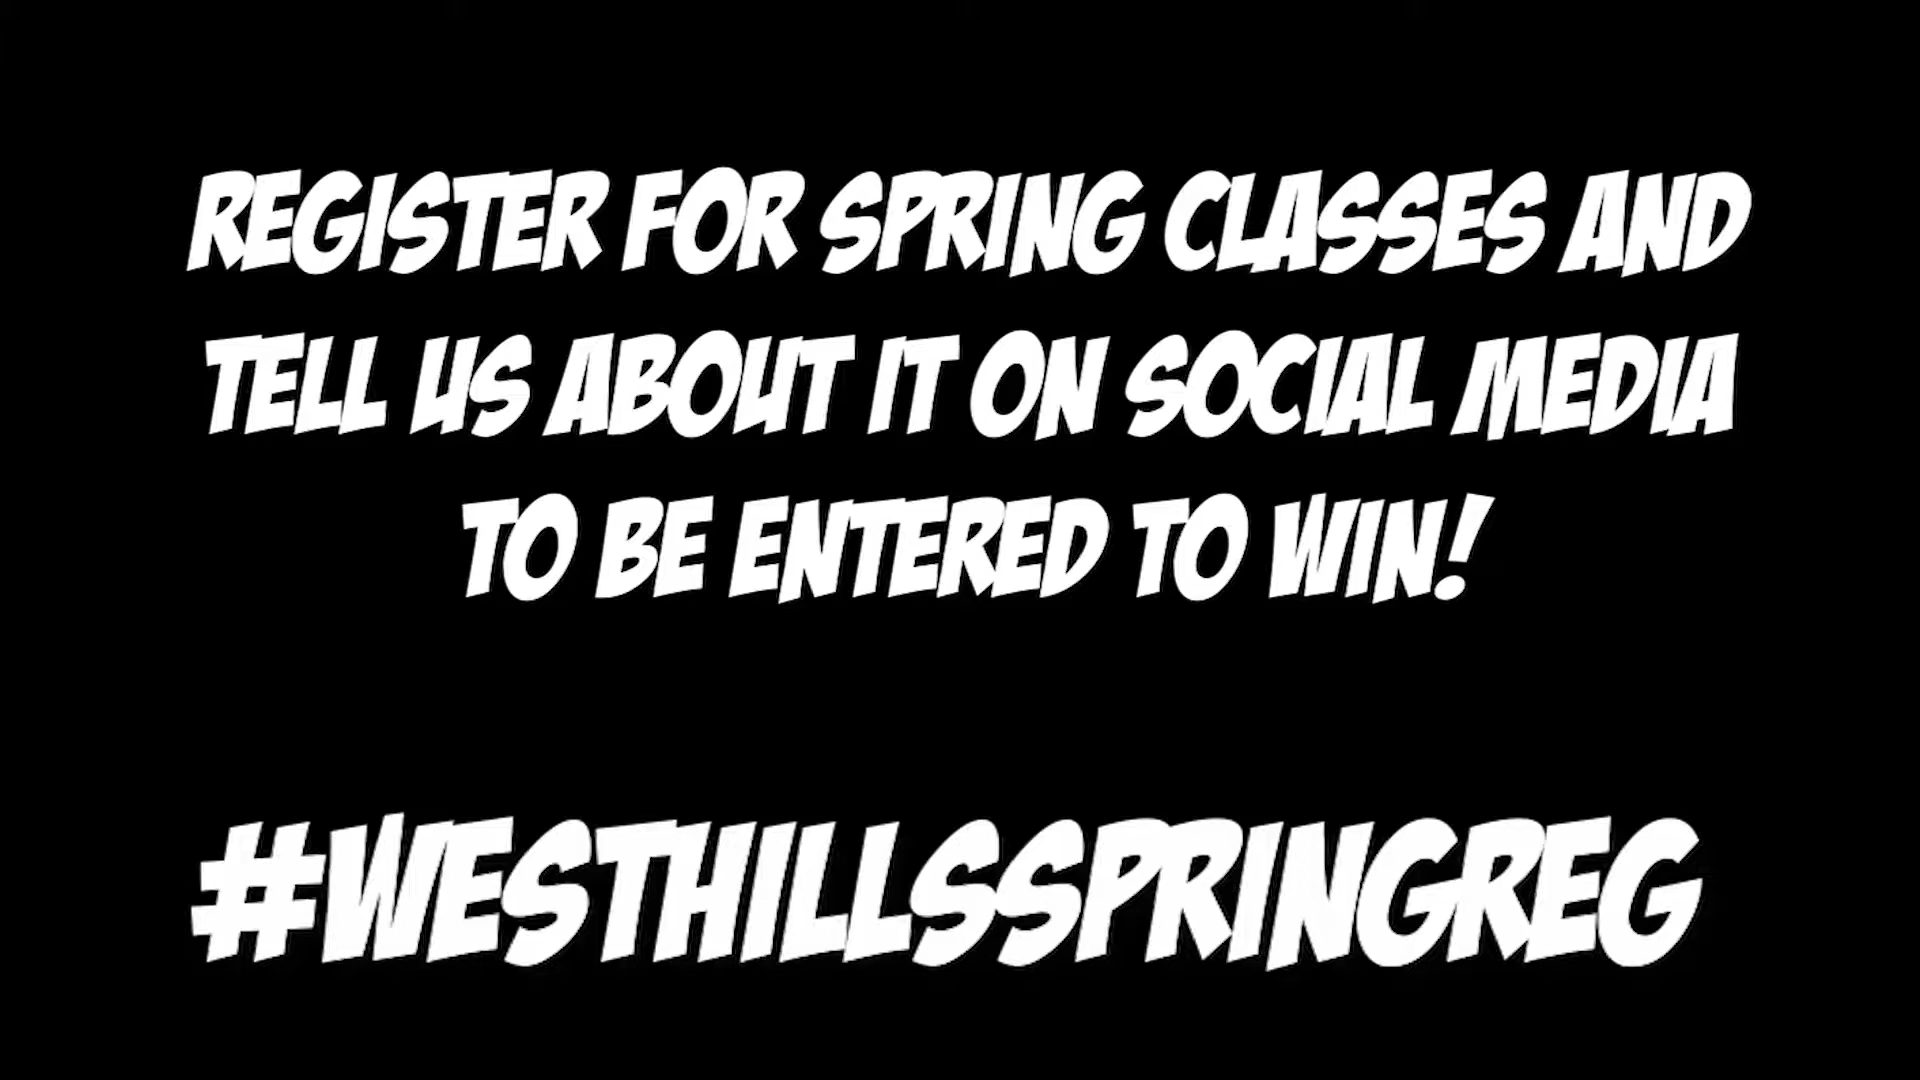 REGISTER FOR SPRING CLASSES AND
TELL US ABOUT IT ON SOCIAL MEDIA
TO BE ENTERED TO WIN!
#WESTHILLSSPRINGREG